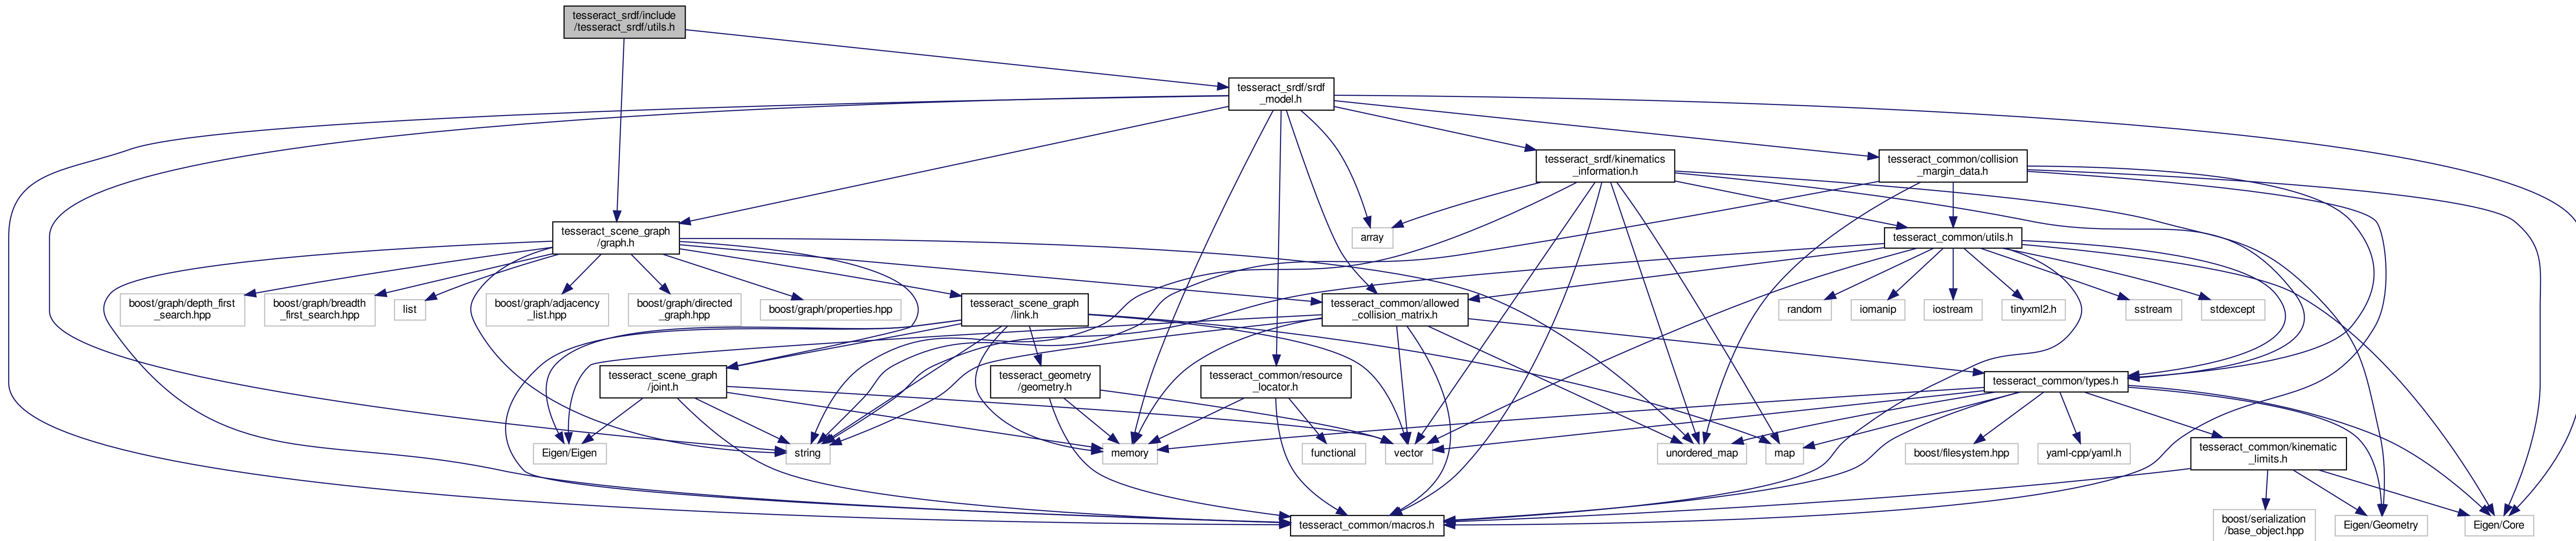 tesseract_srdf/include
/tesseract_srdf/utils.h
tesseract_srdf/srdf
_model.h
tesseract_srdf/kinematics
_information.h
tesseract_common/collision
_margin_data.h
tesseract_scene_graph
/graph.h
array
tesseract_common/utils.h
boost/graph/depth_first
_search.hpp
boost/graph/breadth
_first_search.hpp
list
boost/graph/adjacency
_list.hpp
boost/graph/directed
_graph.hpp
boost/graph/properties.hpp
tesseract_scene_graph
/link.h
tesseract_common/allowed
_collision_matrix.h
random
iomanip
iostream
tinyxml2.h
sstream
stdexcept
tesseract_scene_graph
/joint.h
tesseract_geometry
/geometry.h
tesseract_common/resource
_locator.h
tesseract_common/types.h
Eigen/Eigen
string
memory
functional
vector
unordered_map
map
boost/filesystem.hpp
yaml-cpp/yaml.h
tesseract_common/kinematic
_limits.h
tesseract_common/macros.h
boost/serialization
/base_object.hpp
Eigen/Geometry
Eigen/Core